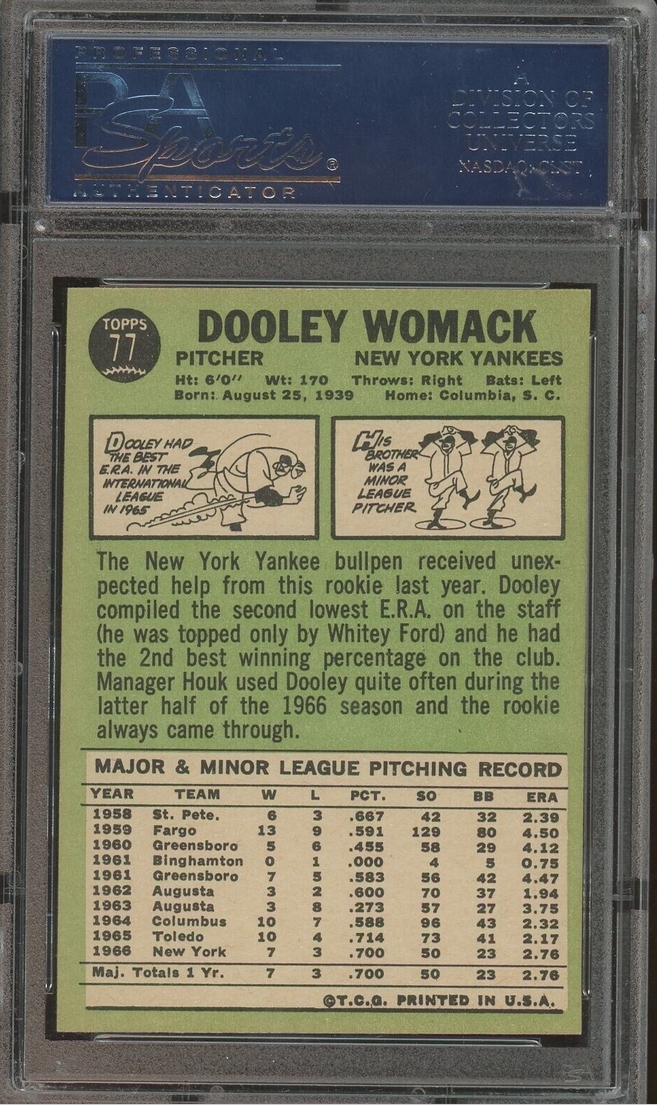 PROFESSIONAL
PSA
Sports®
AUTHENTICATOR
A
DIVISION OF
COLLECTORS
UNIVERSE
NASDAQ: CLCT
TOPPS
77
DOOLEY WOMACK
PITCHER NEW YORK YANKEES
Ht: 6'0" Wt: 170 Throws: Right Bats: Left
Born: August 25, 1939 Home: Columbia, S. C.
DOOLEY HAD
THE BEST
E.R.A. IN THE
INTERNATIONAL
LEAGUE
IN 1965
HIS
BROTHER
WAS A
MINOR
LEAGUE
PITCHER
The New York Yankee bullpen received unex-
pected help from this rookie last year. Dooley
compiled the second lowest E.R.A. on the staff
(he was topped only by Whitey Ford) and he had
the 2nd best winning percentage on the club.
Manager Houk used Dooley quite often during the
latter half of the 1966 season and the rookie
always came through.
MAJOR & MINOR LEAGUE PITCHING RECORD
YEAR TEAM W L PCT. SO BB ERA
1958 St. Pete. 6 3 .667 42 32 2.39
1959 Fargo 13 9 .591 129 80 4.50
1960 Greensboro 5 6 .455 58 29 4.12
1961 Binghamton 0 1 .000 4 5 0.75
1961 Greensboro 7 5 .583 56 42 4.47
1962 Augusta 3 2 .600 70 37 1.94
1963 Augusta 3 8 .273 57 27 3.75
1964 Columbus 10 7 .588 96 43 2.32
1965 Toledo 10 4 .714 73 41 2.17
1966 New York 7 3 .700 50 23 2.76
Maj. Totals 1 Yr. 7 3 .700 50 23 2.76
©T.C.G. PRINTED IN U.S.A.